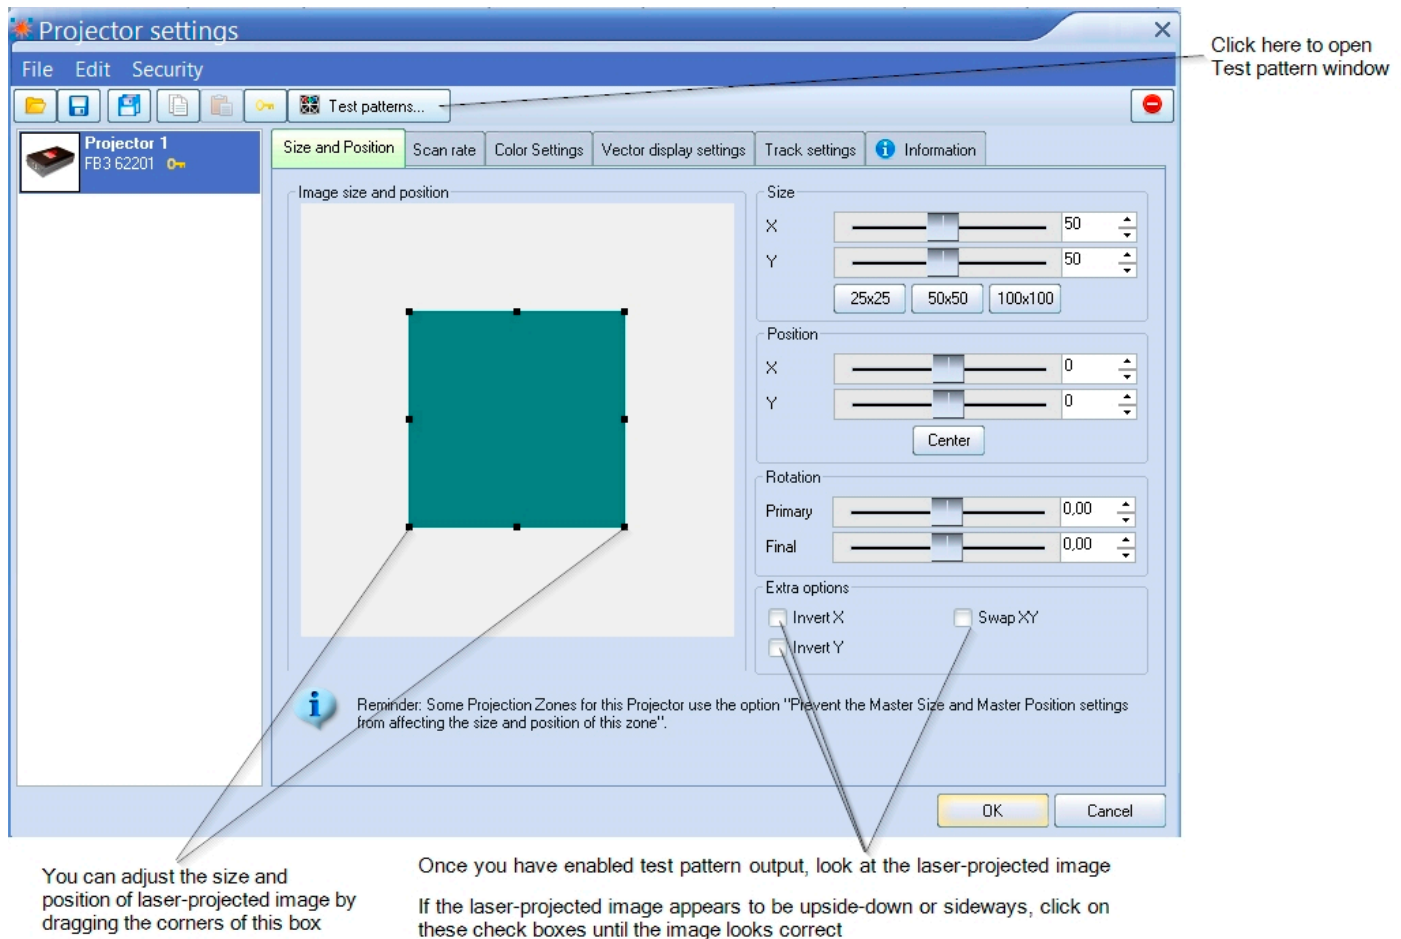 Projector settings
File Edit Security
Test patterns...
Click here to open
Test pattern window
Projector 1
FB3 62201
Size and Position Scan rate Color Settings Vector display settings Track settings Information
Image size and position
Size
X 50
Y 50
25x25 50x50 100x100
Position
X 0
Y 0
Center
Rotation
Primary 0,00
Final 0,00
Extra options
Invert X Swap XY
Invert Y
Reminder: Some Projection Zones for this Projector use the option "Prevent the Master Size and Master Position settings
from affecting the size and position of this zone".
OK Cancel
You can adjust the size and
position of laser-projected image by
dragging the corners of this box
Once you have enabled test pattern output, look at the laser-projected image
If the laser-projected image appears to be upside-down or sideways, click on
these check boxes until the image looks correct